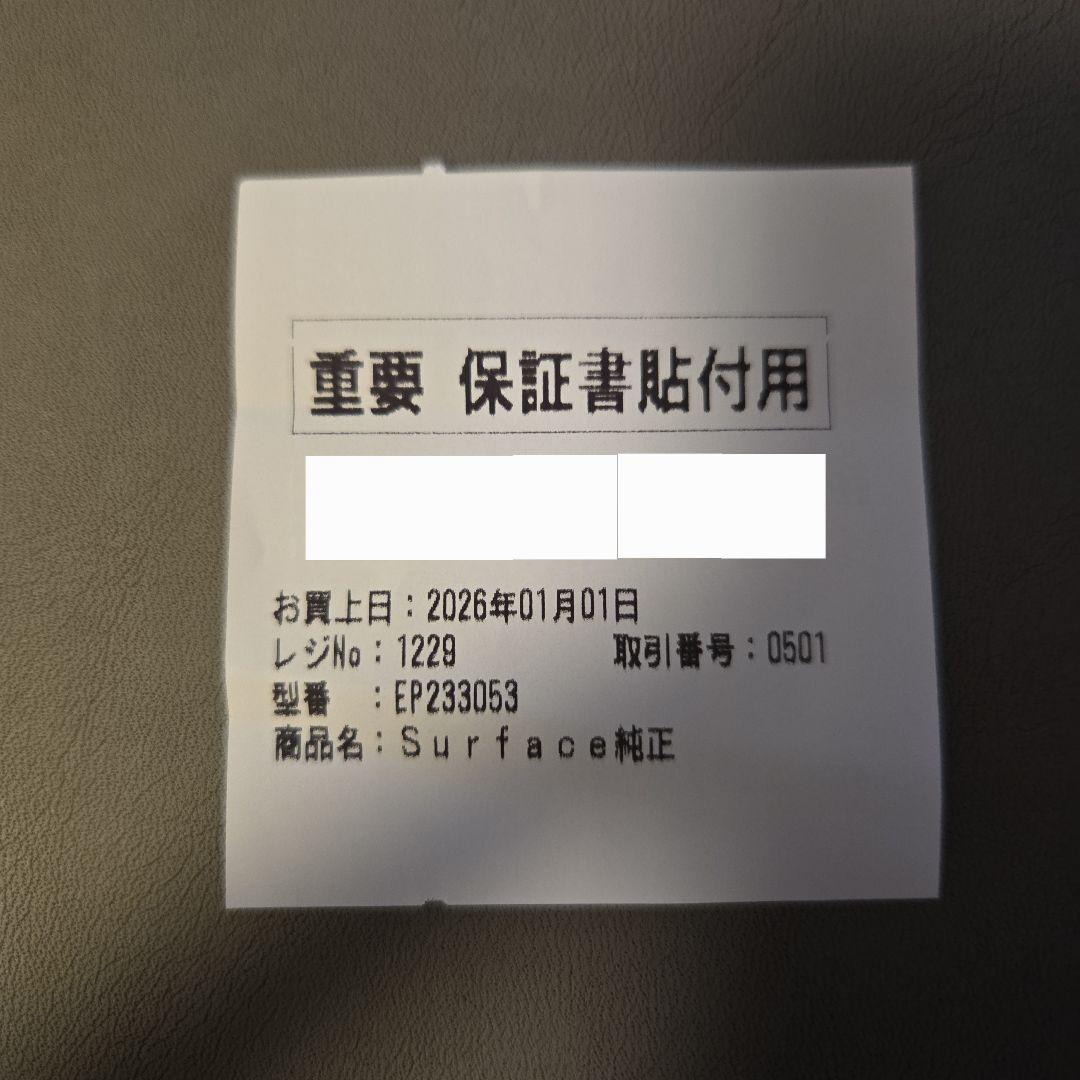 重要 保証書貼付用
お買上日：2026年01月01日
レジNo：1229 取引番号：0501
型番 ：EP233053
商品名：Ｓｕｒｆａｃｅ純正